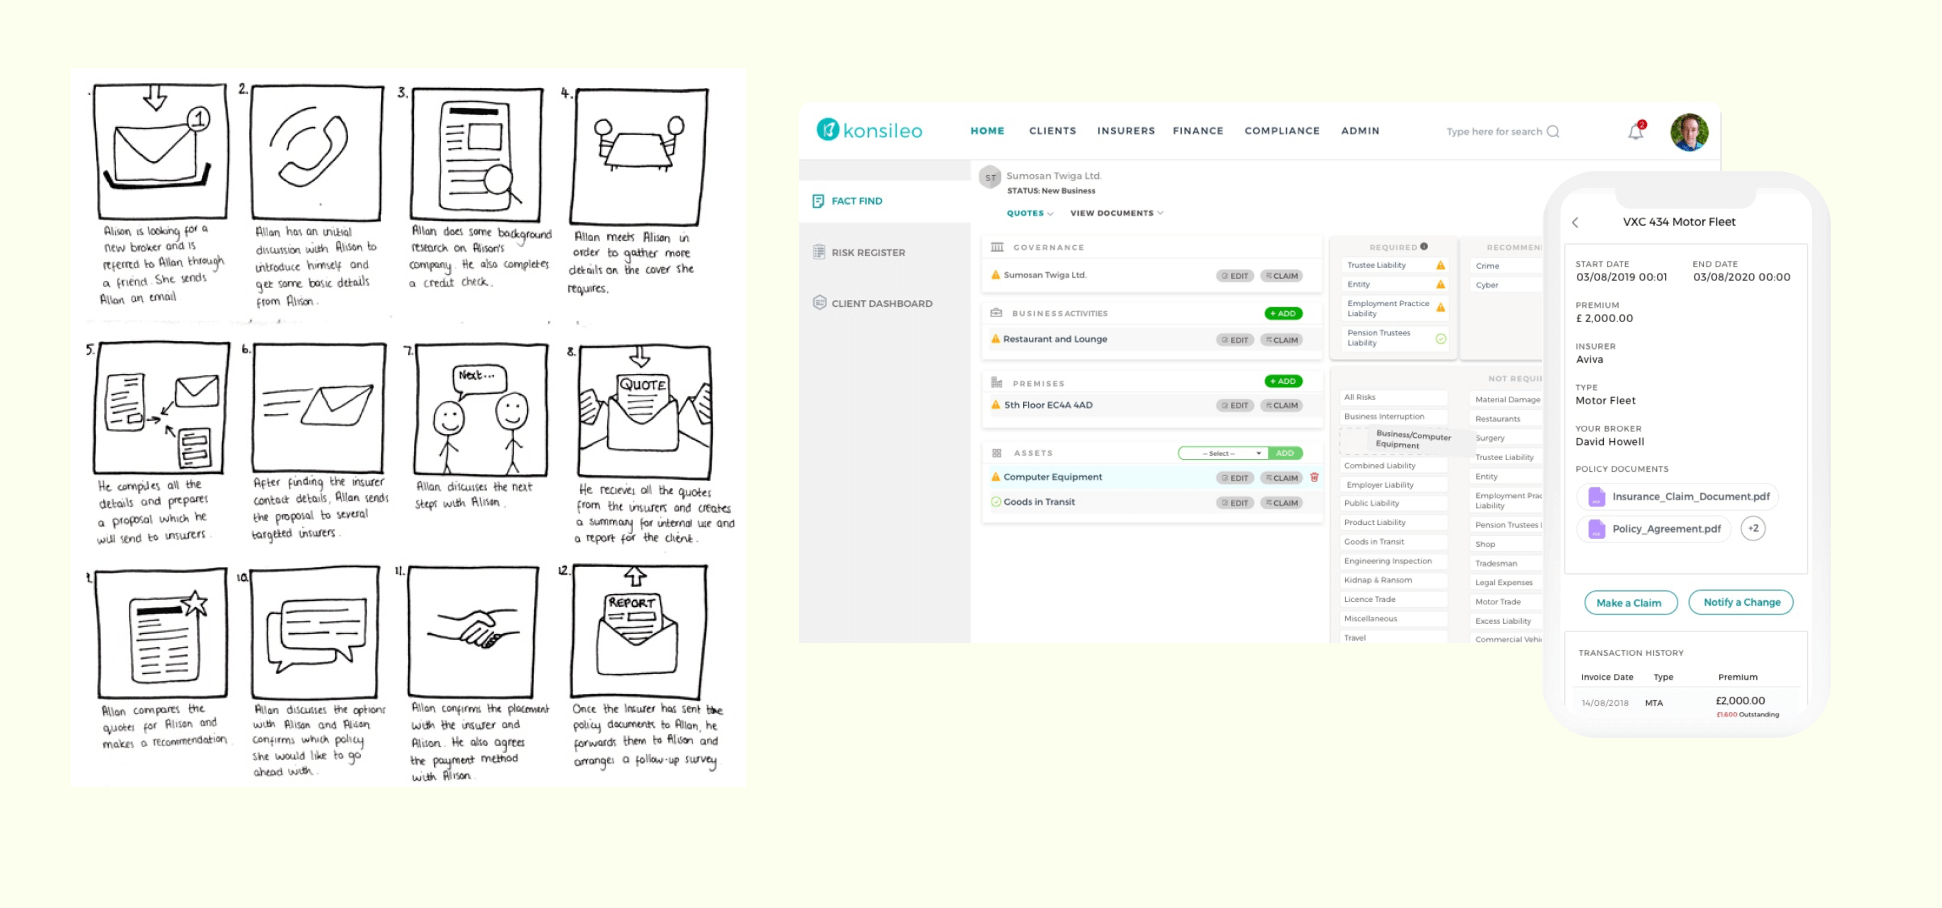 1
Alison is looking for a
new broker and is
referred to Allan through
a friend. She sends
Allan an email
2.
Allan has an initial
discussion with Alison to
introduce himself and
get some basic details
from Alison.
3.
Allan does some background
research on Alison's
company. He also completes
a credit check.
4.
Allan meets Alison in
order to gather more
details on the cover she
requires.
5.
He compiles all the
details and prepares
a proposal which he
will send to insurers.
6.
After finding the insurer
contact details, Allan sends
the proposal to several
targeted insurers.
7.
Next...
Allan discusses the next
steps with Alison.
8.
QUOTE
He recieves all the quotes
from the insurers and creates
a summary for internal use and
a report for the client.
9.
Allan compares the
quotes for Alison and
makes a recommendation.
10.
Allan discusses the options
with Alison and Alison
confirms which policy
she would like to go
ahead with.
11.
Allan confirms the placement
with the insurer and
Alison. He also agrees
the payment method
with Alison.
12.
REPORT
Once the Insurer has sent the
policy documents to Allan, he
forwards them to Alison and
arranges a follow-up survey.
konsileo
HOME CLIENTS INSURERS FINANCE COMPLIANCE ADMIN
Type here for search
2
FACT FIND
RISK REGISTER
CLIENT DASHBOARD
ST
Sumosan Twiga Ltd.
STATUS: New Business
QUOTES VIEW DOCUMENTS
GOVERNANCE
Sumosan Twiga Ltd. EDIT CLAIM
BUSINESS ACTIVITIES + ADD
Restaurant and Lounge EDIT CLAIM
PREMISES + ADD
5th Floor EC4A 4AD EDIT CLAIM
ASSETS -- Select -- ADD
Computer Equipment EDIT CLAIM
Goods in Transit EDIT CLAIM
REQUIRED
Trustee Liability
Entity
Employment Practice
Liability
Pension Trustees
Liability
RECOMMEN
Crime
Cyber
NOT REQUI
All Risks
Business Interruption
Business/Computer
Equipment
Combined Liability
Employer Liability
Public Liability
Product Liability
Goods in Transit
Engineering Inspection
Kidnap & Ransom
Licence Trade
Miscellaneous
Travel
Material Damage
Restaurants
Surgery
Trustee Liability
Entity
Employment Prac
Liability
Pension Trustees
Shop
Tradesman
Legal Expenses
Motor Trade
Excess Liability
Commercial Vehi
VXC 434 Motor Fleet
START DATE END DATE
03/08/2019 00:01 03/08/2020 00:00
PREMIUM
£ 2,000.00
INSURER
Aviva
TYPE
Motor Fleet
YOUR BROKER
David Howell
POLICY DOCUMENTS
Insurance_Claim_Document.pdf
Policy_Agreement.pdf +2
Make a Claim Notify a Change
TRANSACTION HISTORY
Invoice Date Type Premium
14/08/2018 MTA £2,000.00
£1,600 Outstanding